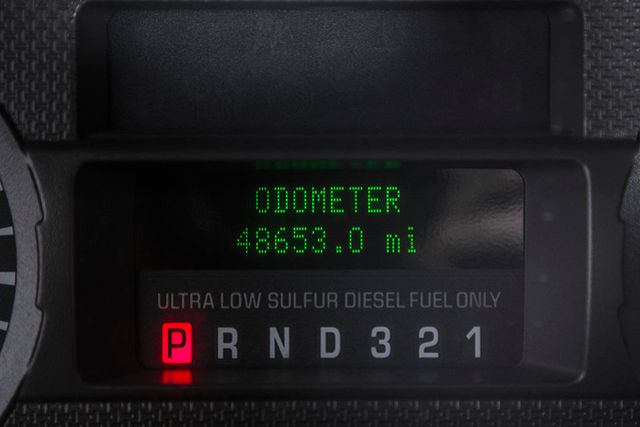 ODOMETER
48653.0 mi
ULTRA LOW SULFUR DIESEL FUEL ONLY
P R N D 3 2 1